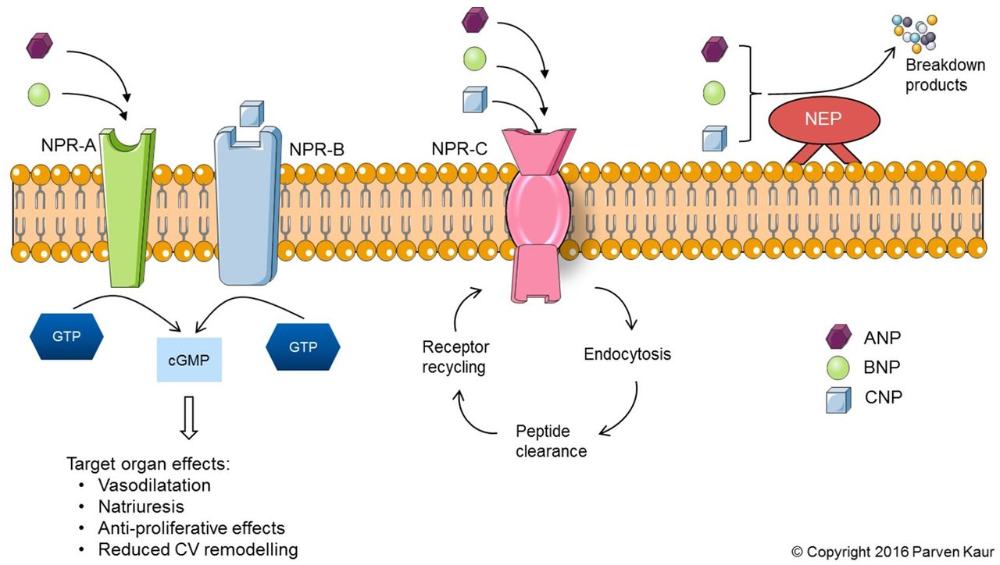 Breakdown
products
NEP
NPR-A
NPR-B
NPR-C
GTP
cGMP
GTP
Receptor
recycling
Endocytosis
Peptide
clearance
ANP
BNP
CNP
Target organ effects:
• Vasodilatation
• Natriuresis
• Anti-proliferative effects
• Reduced CV remodelling
© Copyright 2016 Parven Kaur